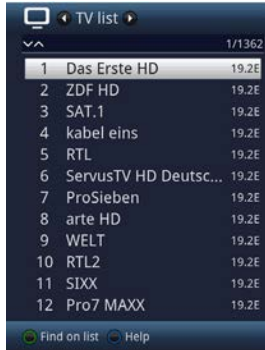 TV list
1/1362
1 Das Erste HD 19.2E
2 ZDF HD 19.2E
3 SAT.1 19.2E
4 kabel eins 19.2E
5 RTL 19.2E
6 ServusTV HD Deutsc... 19.2E
7 ProSieben 19.2E
8 arte HD 19.2E
9 WELT 19.2E
10 RTL2 19.2E
11 SIXX 19.2E
12 Pro7 MAXX 19.2E
Find on list Help